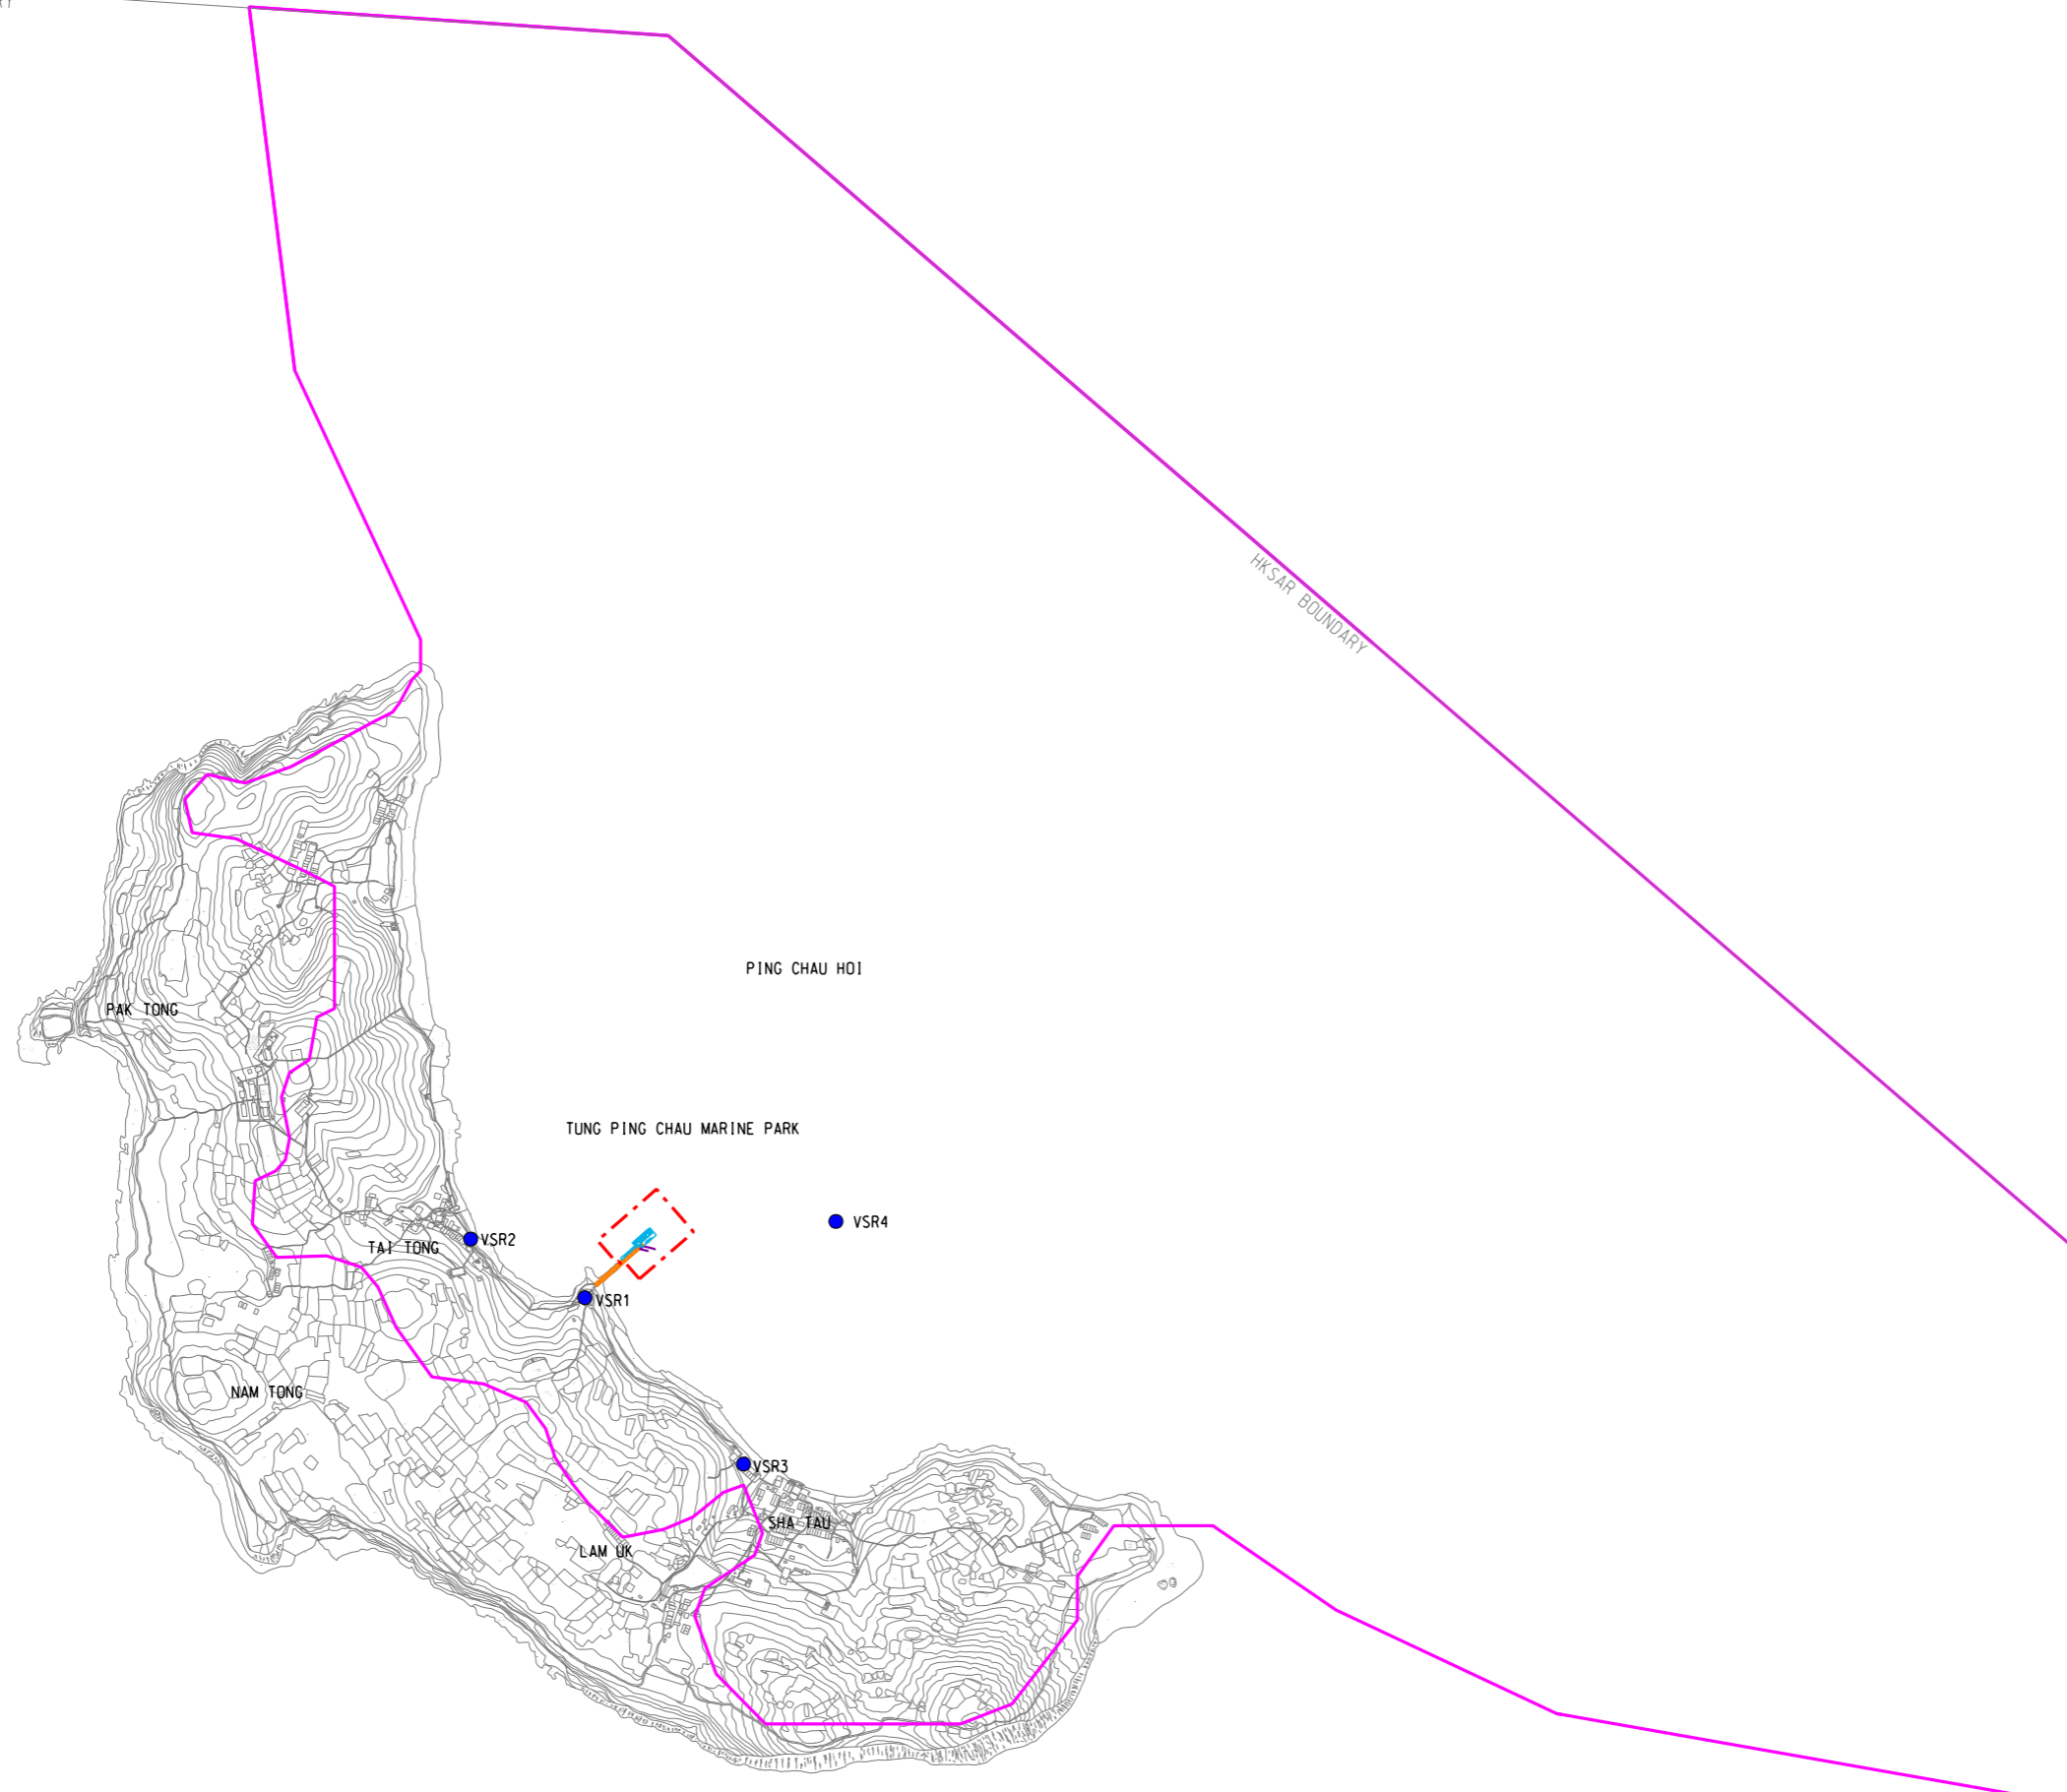 HKSAR BOUNDARY
PING CHAU HOI
PAK TONG
TUNG PING CHAU MARINE PARK
VSR4
VSR2
TAI TONG
VSR1
NAM TONG
VSR3
SHA TAU
LAM UK